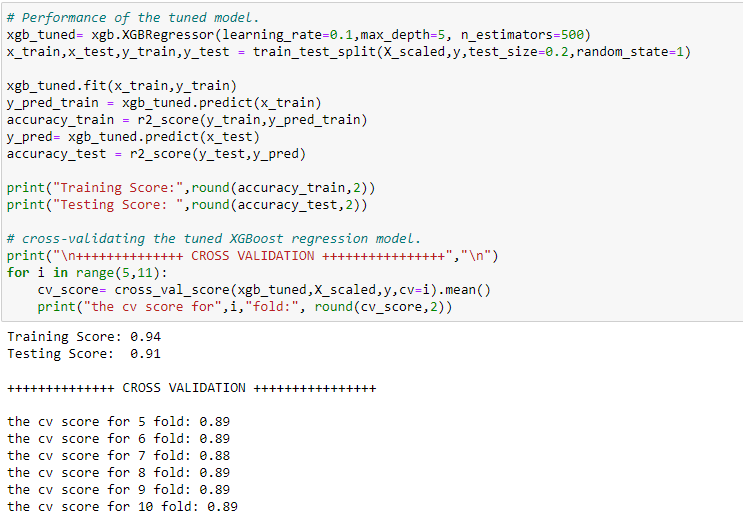 # Performance of the tuned model.
xgb_tuned= xgb.XGBRegressor(learning_rate=0.1,max_depth=5, n_estimators=500)
x_train,x_test,y_train,y_test = train_test_split(X_scaled,y,test_size=0.2,random_state=1)

xgb_tuned.fit(x_train,y_train)
y_pred_train = xgb_tuned.predict(x_train)
accuracy_train = r2_score(y_train,y_pred_train)
y_pred= xgb_tuned.predict(x_test)
accuracy_test = r2_score(y_test,y_pred)

print("Training Score:",round(accuracy_train,2))
print("Testing Score: ",round(accuracy_test,2))

# cross-validating the tuned XGBoost regression model.
print("\n++++++++++++++ CROSS VALIDATION ++++++++++++++++","\n")
for i in range(5,11):
    cv_score= cross_val_score(xgb_tuned,X_scaled,y,cv=i).mean()
    print("the cv score for",i,"fold:", round(cv_score,2))

Training Score: 0.94
Testing Score:  0.91

++++++++++++++ CROSS VALIDATION ++++++++++++++++

the cv score for 5 fold: 0.89
the cv score for 6 fold: 0.89
the cv score for 7 fold: 0.88
the cv score for 8 fold: 0.89
the cv score for 9 fold: 0.89
the cv score for 10 fold: 0.89